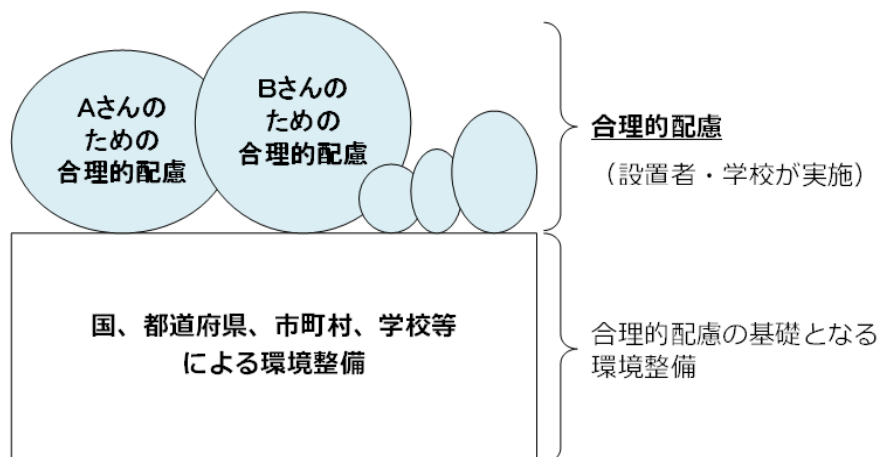 Aさんの
ための
合理的配慮
Bさんの
ための
合理的配慮
合理的配慮
（設置者・学校が実施）
国、都道府県、市町村、学校等
による環境整備
合理的配慮の基礎となる
環境整備